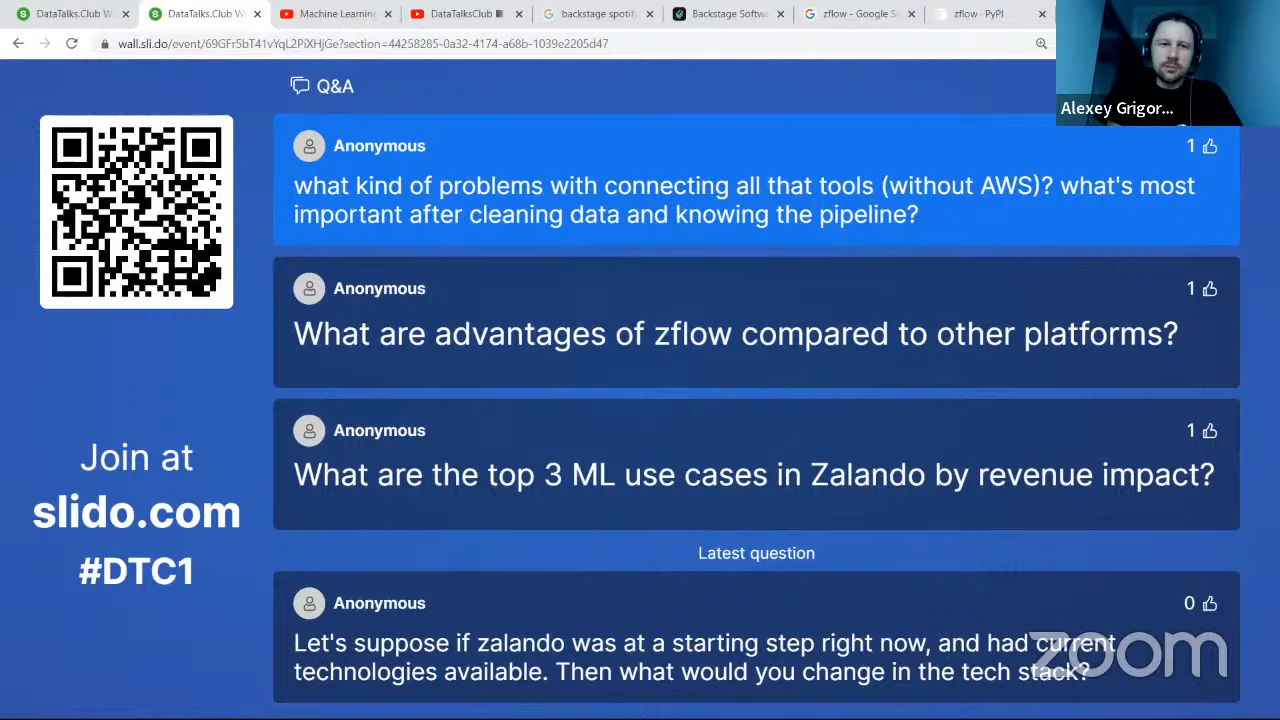 DataTalks.Club W
DataTalks.Club W
Machine Learning
DataTalksClub
backstage spotify
Backstage Softwa
zflow - Google Se
zflow · PyPI
wall.sli.do/event/69GFr5bT41vYqL2PiXHjGe?section=44258285-0a32-4174-a68b-1039e2205d47
Alexey Grigor...
Q&A
Anonymous
1
what kind of problems with connecting all that tools (without AWS)? what's most
important after cleaning data and knowing the pipeline?
Anonymous
1
What are advantages of zflow compared to other platforms?
Anonymous
1
What are the top 3 ML use cases in Zalando by revenue impact?
Latest question
Anonymous
0
Let's suppose if zalando was at a starting step right now, and had current
technologies available. Then what would you change in the tech stack?
Join at
slido.com
#DTC1
zoom